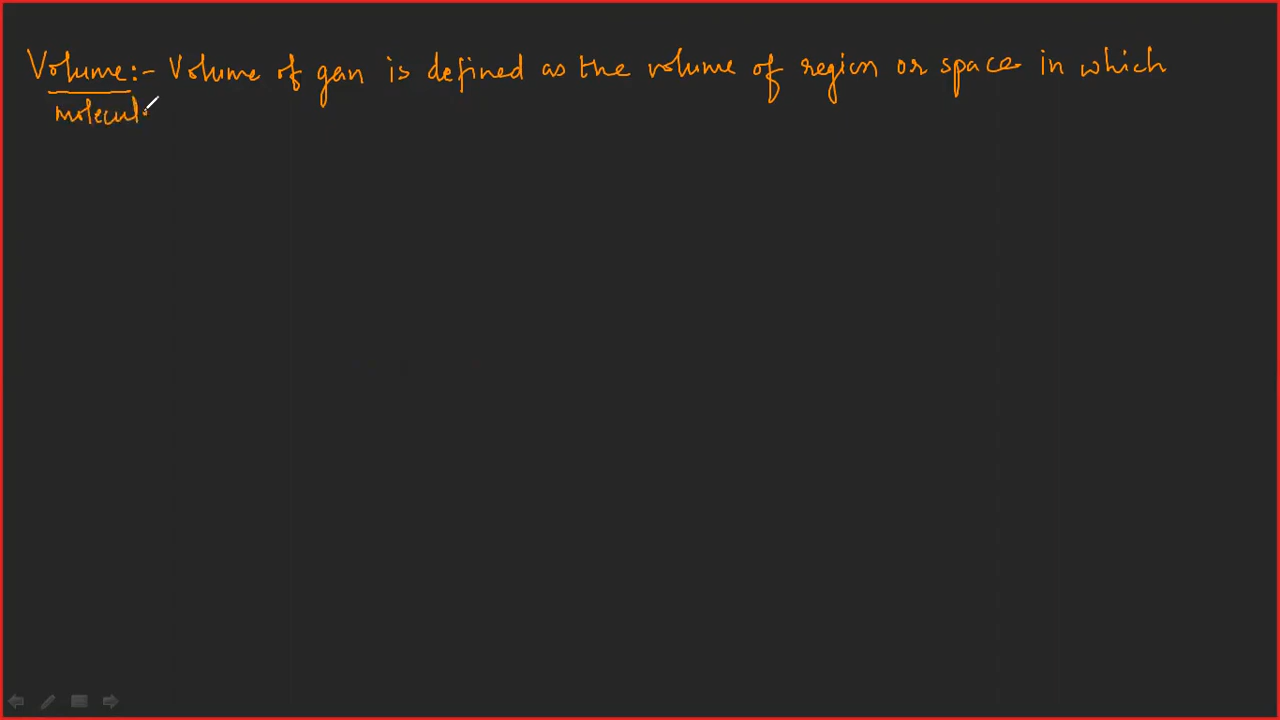 Volume:- Volume of gas is defined as the volume of region or space in which
molecul